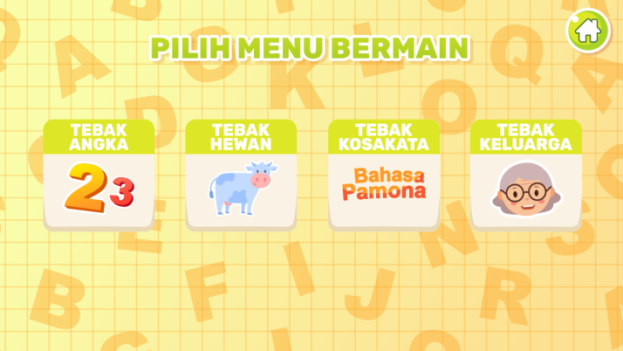 PILIH MENU BERMAIN
TEBAK
ANGKA
23
TEBAK
HEWAN
TEBAK
KOSAKATA
Bahasa
Pamona
TEBAK
KELUARGA